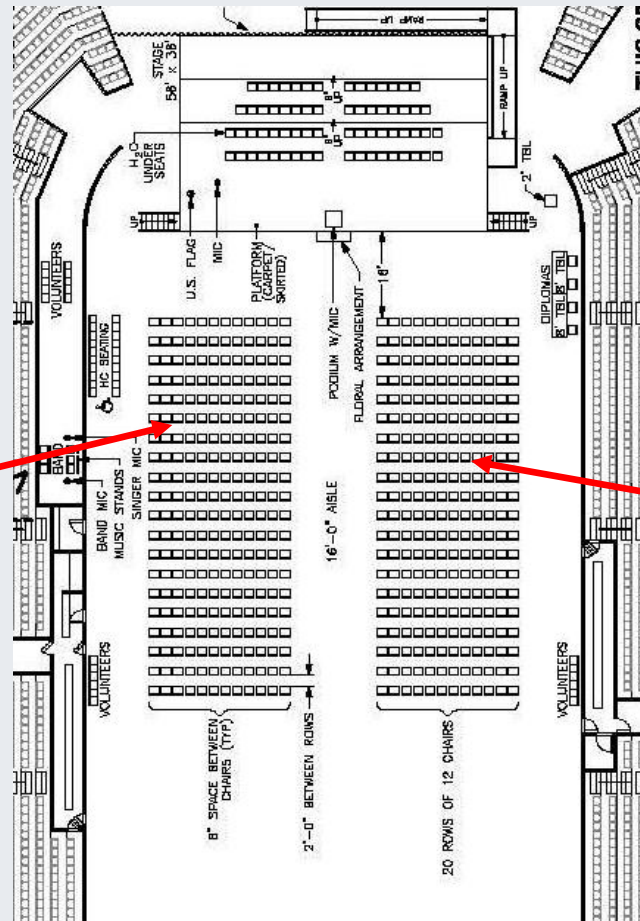 RAMP UP
RAMP UP
STAGE
56' X 36'
8"
UP
8"
UP
H2O
UNDER
SEATS
2' TBL
UP
UP
VOLUNTEERS
U.S. FLAG
MIC
PLATFORM
(CARPET/
SKIRTED)
PODIUM W/MIC
FLORAL ARRANGEMENT
16'
DIPLOMAS
8' TBL
8' TBL
HC SEATING
BAND
BAND MIC
MUSIC STANDS
SINGER MIC
16'-0" AISLE
VOLUNTEERS
VOLUNTEERS
8" SPACE BETWEEN
CHAIRS (TYP)
2'-0" BETWEEN ROWS
20 ROWS OF 12 CHAIRS